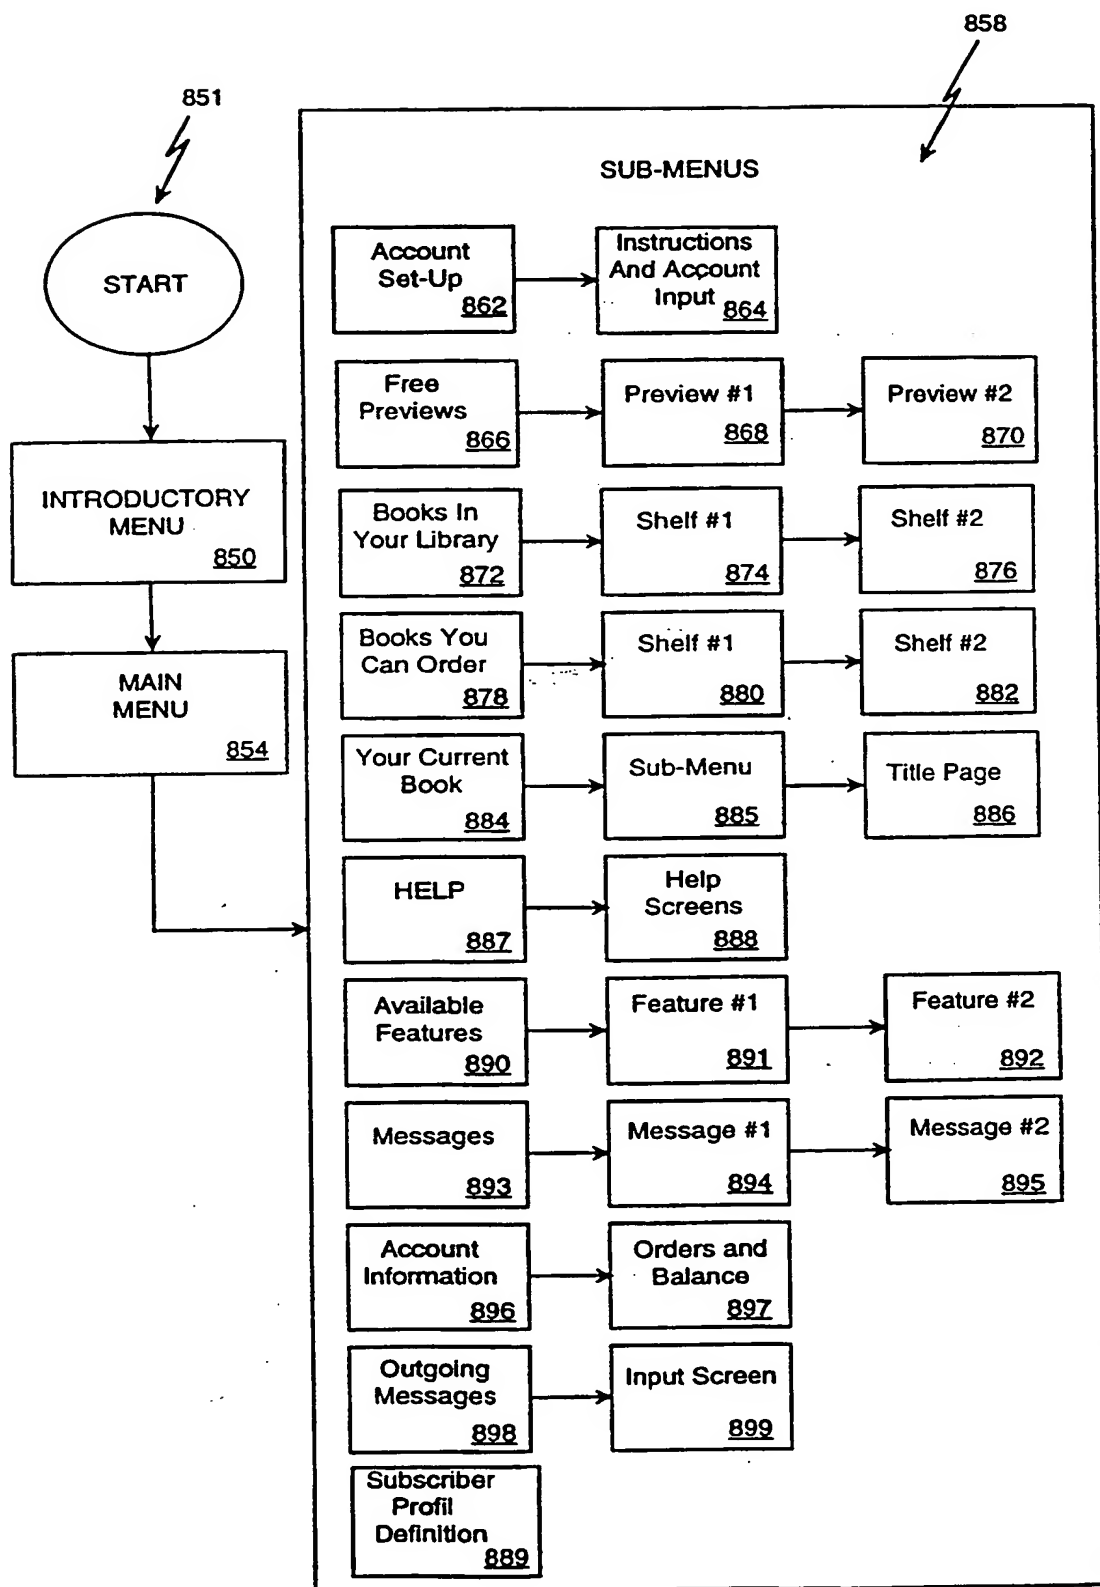 858
851
SUB-MENUS
START
INTRODUCTORY
MENU
850
MAIN
MENU
854
Account
Set-Up
862
Instructions
And Account
Input
864
Free
Previews
866
Preview #1
868
Preview #2
870
Books In
Your Library
872
Shelf #1
874
Shelf #2
876
Books You
Can Order
878
Shelf #1
880
Shelf #2
882
Your Current
Book
884
Sub-Menu
885
Title Page
886
HELP
887
Help
Screens
888
Available
Features
890
Feature #1
891
Feature #2
892
Messages
893
Message #1
894
Message #2
895
Account
Information
896
Orders and
Balance
897
Outgoing
Messages
898
Input Screen
899
Subscriber
Profil
Definition
889